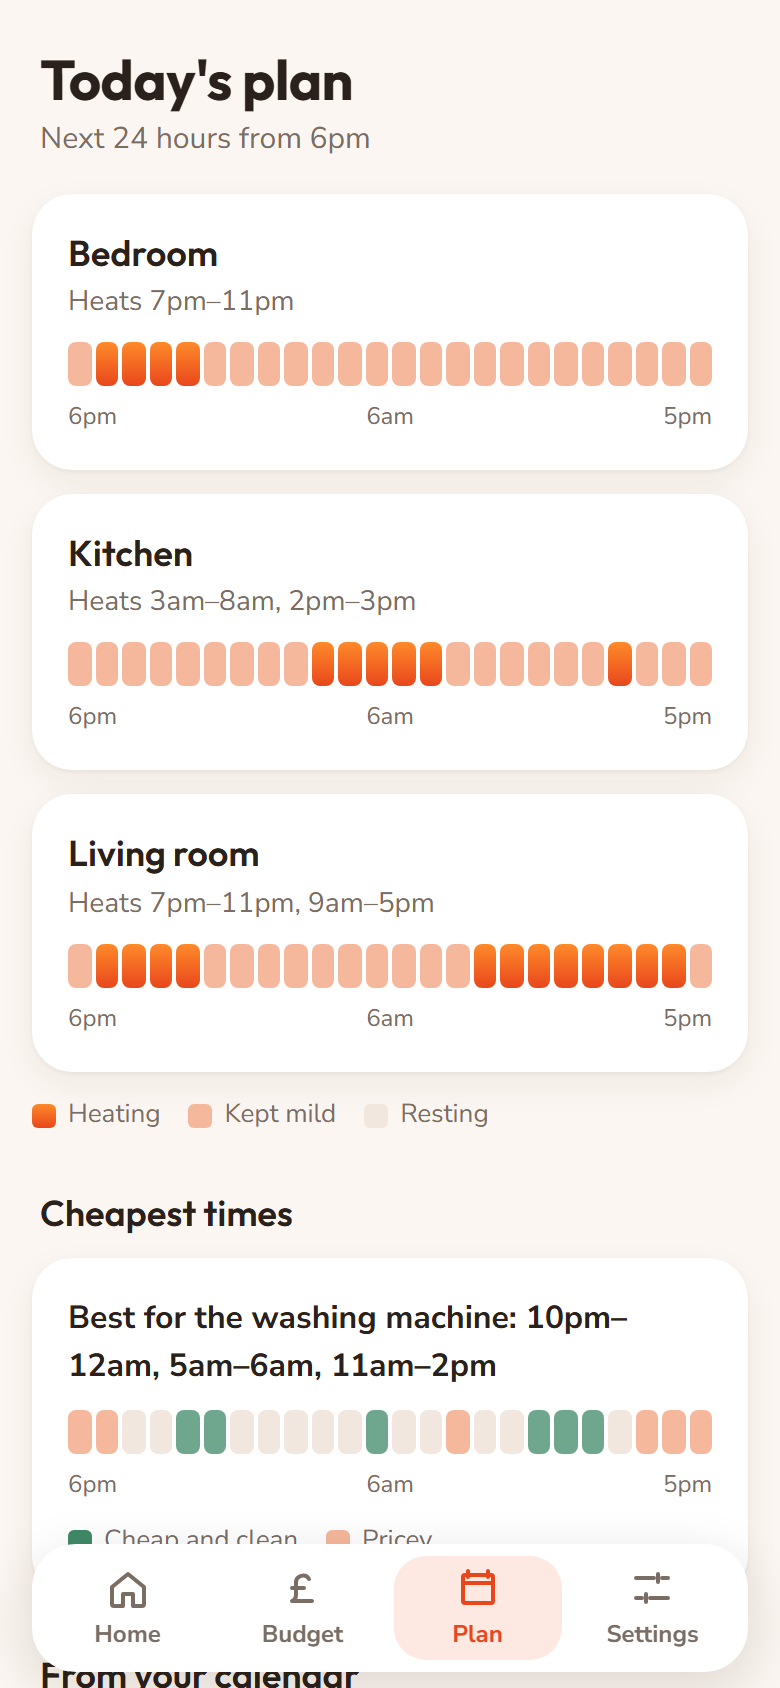 Today's plan
Next 24 hours from 6pm
Bedroom
Heats 7pm–11pm
6pm 6am 5pm
Kitchen
Heats 3am–8am, 2pm–3pm
6pm 6am 5pm
Living room
Heats 7pm–11pm, 9am–5pm
6pm 6am 5pm
Heating Kept mild Resting
Cheapest times
Best for the washing machine: 10pm–
12am, 5am–6am, 11am–2pm
6pm 6am 5pm
Cheap and clean Pricey
Home £ Budget Plan Settings
From your calendar